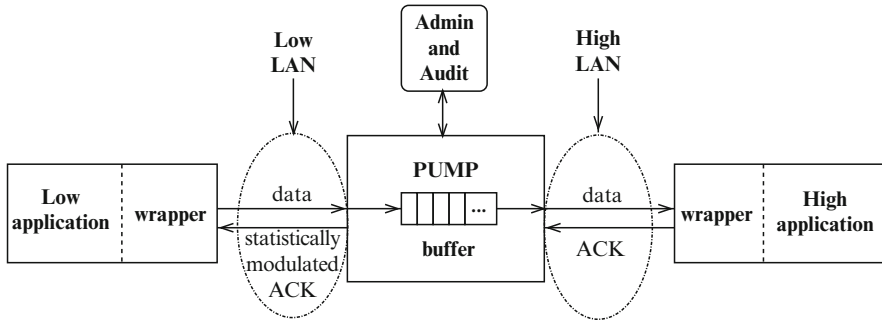 Admin
and
Audit
Low
LAN
High
LAN
Low
application
wrapper
data
statistically
modulated
ACK
PUMP
...
buffer
data
ACK
wrapper
High
application